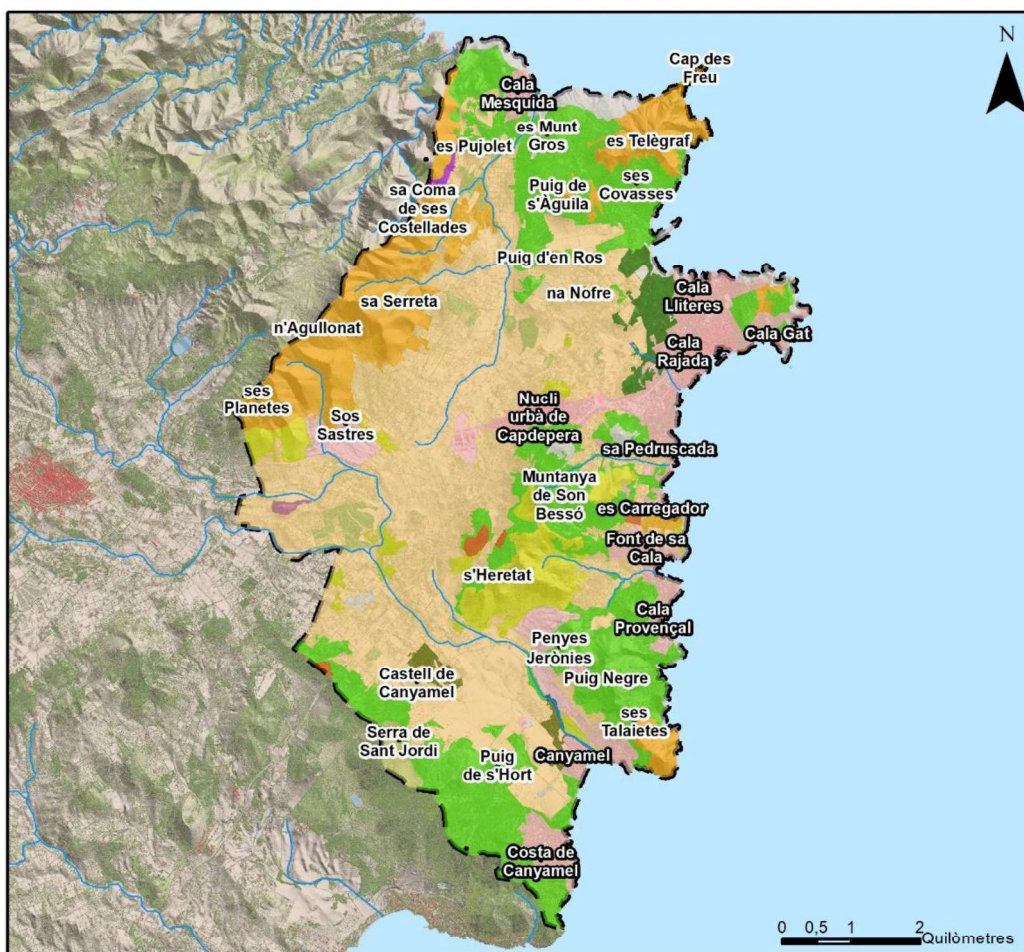 N
Cap des
Freu
Cala
Mesquida
es Munt
Gros
es Pujolet
es Telègraf
ses
Covasses
Puig de
s'Àguila
sa Coma
de ses
Costellades
Puig d'en Ros
na Nofre
Cala
Lliteres
sa Serreta
n'Agullonat
Cala Gat
Cala
Rajada
ses
Planetes
Sos
Sastres
Nucli
urbà de
Capdepera
sa Pedruscada
Muntanya
de Son
Bessó
es Carregador
Font de sa
Cala
s'Heretat
Cala
Provençal
Penyes
Jerònies
Castell de
Canyamel
Puig Negre
ses
Talaietes
Serra de
Sant Jordi
Puig
de s'Hort
Canyamel
Costa de
Canyamel
0 0,5 1 2
Quilòmetres